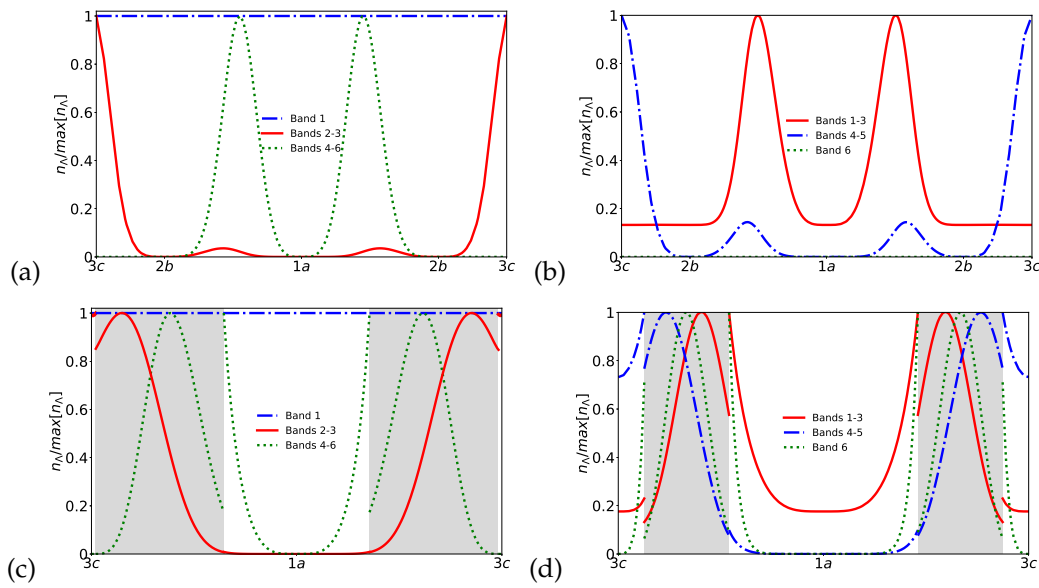 1
0.8
0.6
0.4
0.2
0
n_Λ/max[n_Λ]
Band 1
Bands 2-3
Bands 4-6
3c 2b 1a 2b 3c
(a)
1
0.8
0.6
0.4
0.2
0
n_Λ/max[n_Λ]
Bands 1-3
Bands 4-5
Band 6
3c 2b 1a 2b 3c
(b)
1
0.8
0.6
0.4
0.2
0
n_Λ/max[n_Λ]
Band 1
Bands 2-3
Bands 4-6
3c 1a 3c
(c)
1
0.8
0.6
0.4
0.2
0
n_Λ/max[n_Λ]
Bands 1-3
Bands 4-5
Band 6
3c 1a 3c
(d)